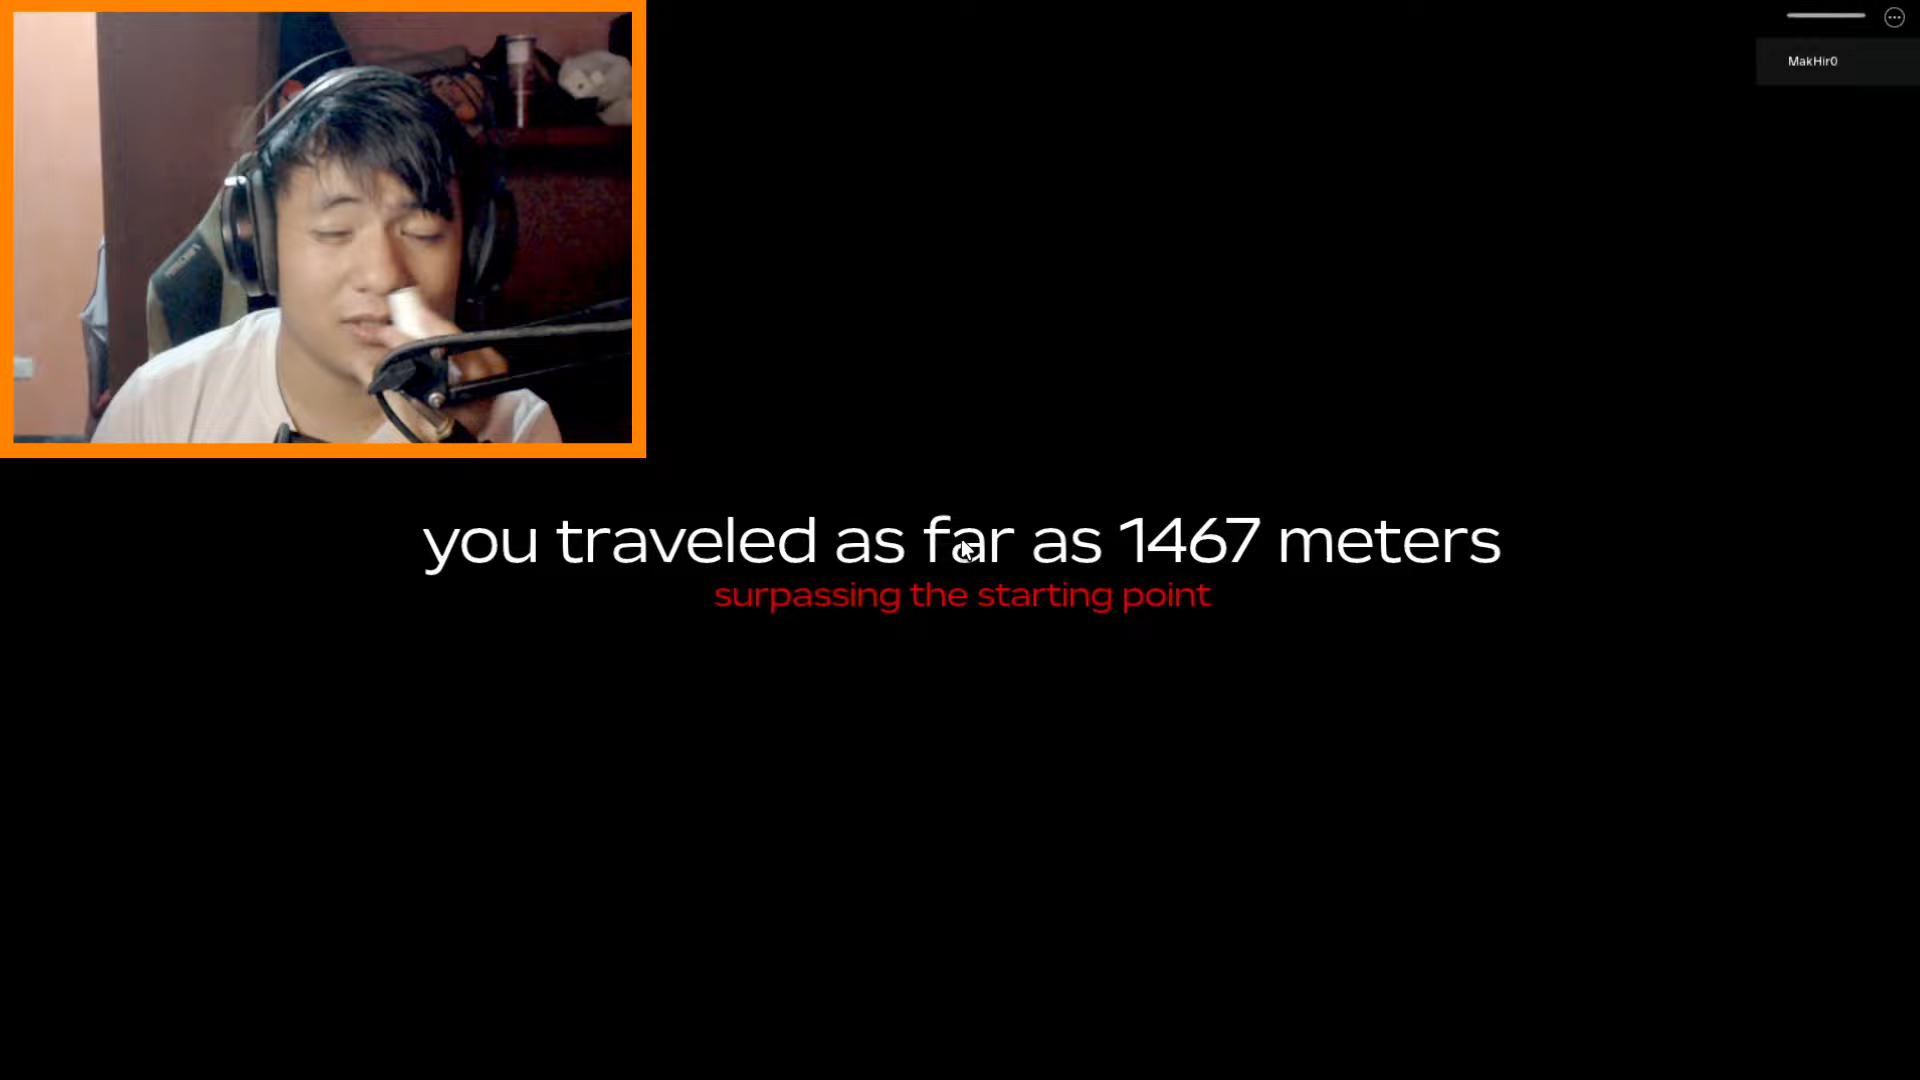 MakHir0
you traveled as far as 1467 meters
surpassing the starting point